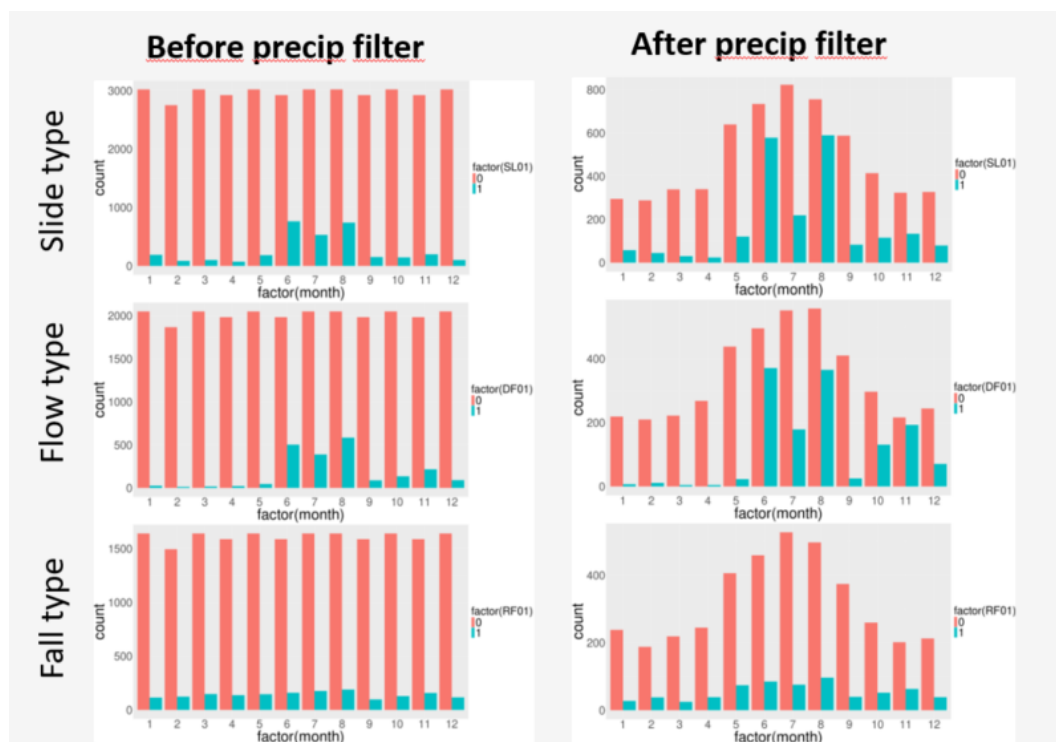 Before precip filter
After precip filter
Slide type
3000
2000
1000
0
count
1 2 3 4 5 6 7 8 9 10 11 12
factor(month)
factor(SL01)
0
1
800
600
400
200
0
count
1 2 3 4 5 6 7 8 9 10 11 12
factor(month)
factor(SL01)
0
1
Flow type
2000
1500
1000
500
0
count
1 2 3 4 5 6 7 8 9 10 11 12
factor(month)
factor(DF01)
0
1
400
200
0
count
1 2 3 4 5 6 7 8 9 10 11 12
factor(month)
factor(DF01)
0
1
Fall type
1500
1000
500
0
count
1 2 3 4 5 6 7 8 9 10 11 12
factor(month)
factor(RF01)
0
1
400
200
0
count
1 2 3 4 5 6 7 8 9 10 11 12
factor(month)
factor(RF01)
0
1